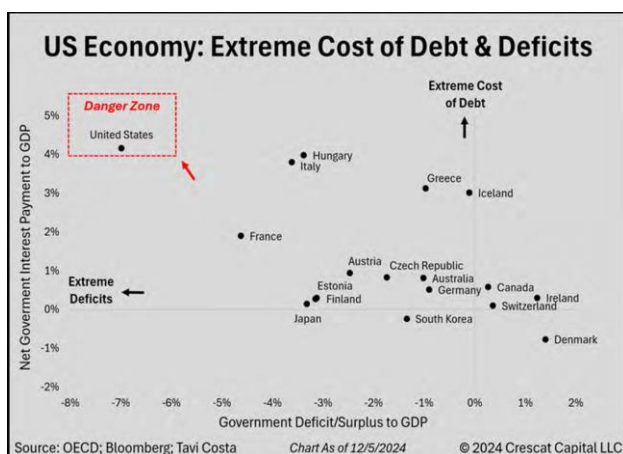 US Economy: Extreme Cost of Debt & Deficits
Net Government Interest Payment to GDP
5%
4%
3%
2%
1%
0%
-1%
-2%
Danger Zone
United States
Extreme Cost
of Debt
Hungary
Italy
Greece
Iceland
France
Extreme
Deficits
Austria
Czech Republic
Estonia
Finland
Japan
Australia
Germany
South Korea
Canada
Switzerland
Ireland
Denmark
-8%
-7%
-6%
-5%
-4%
-3%
-2%
-1%
0%
1%
2%
Government Deficit/Surplus to GDP
Source: OECD; Bloomberg; Tavi Costa
Chart As of 12/5/2024
© 2024 Crescat Capital LLC